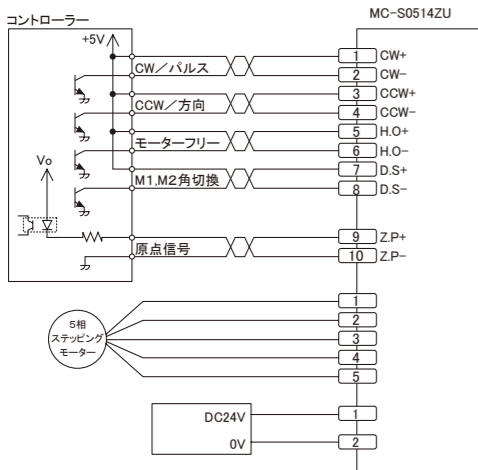 コントローラー
MC-S0514ZU
+5V
CW／パルス
1 CW+
2 CW-
3 CCW+
CCW／方向
4 CCW-
5 H.O+
モーターフリー
6 H.O-
Vo
7 D.S+
M1,M2角切換
8 D.S-
9 Z.P+
原点信号
10 Z.P-
5相
ステッピング
モーター
1
2
3
4
5
DC24V
1
0V
2